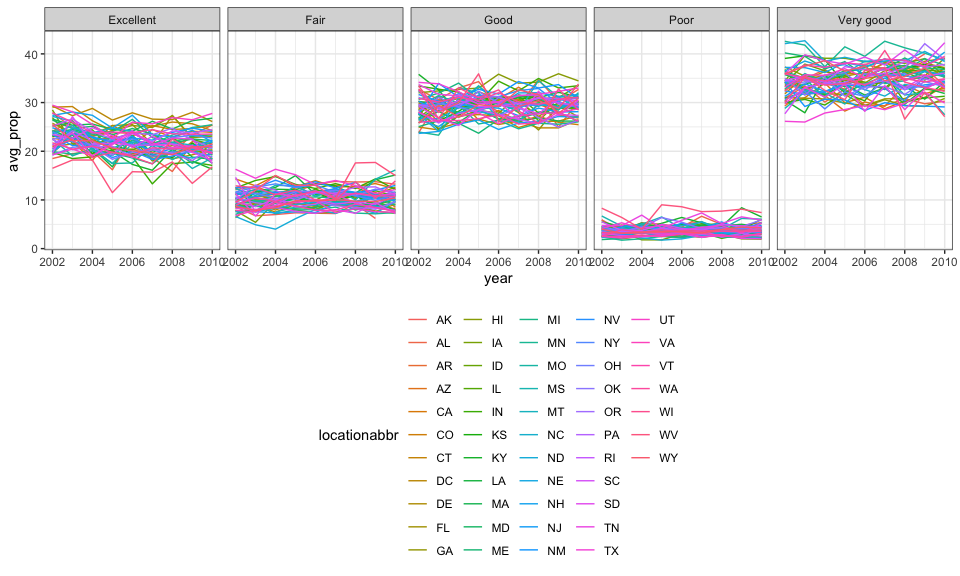 Excellent Fair Good Poor Very good
40
30
20
10
0
avg_prop
2002 2004 2006 2008 2010 2002 2004 2006 2008 2010 2002 2004 2006 2008 2010 2002 2004 2006 2008 2010 2002 2004 2006 2008 2010
year
locationabbr
AK HI MI NV UT
AL IA MN NY VA
AR ID MO OH VT
AZ IL MS OK WA
CA IN MT OR WI
CO KS NC PA WV
CT KY ND RI WY
DC LA NE SC
DE MA NH SD
FL MD NJ TN
GA ME NM TX